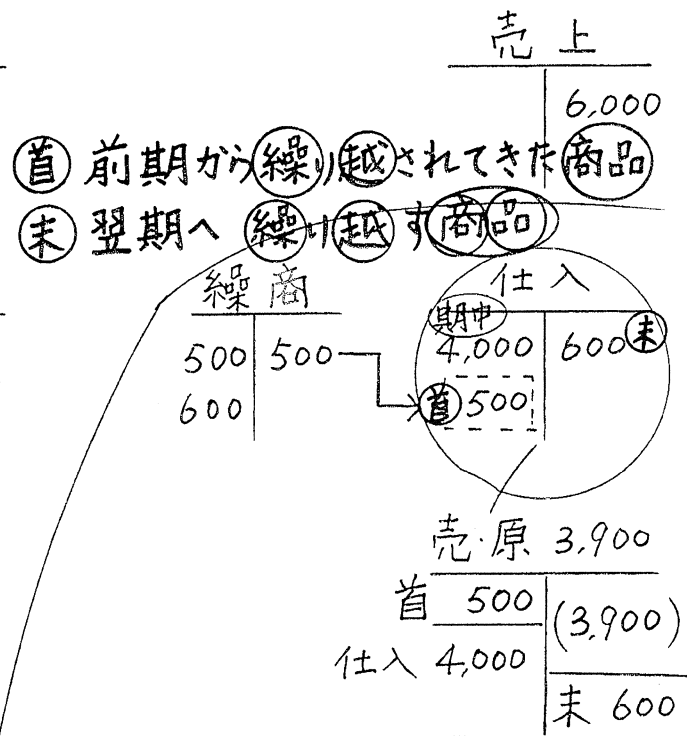 売上
6,000
首 前期から繰り越されてきた商品
末 翌期へ繰り越す商品
繰商
500 500
600
仕入
期中
4,000 600 末
首 500
売・原 3,900
首 500 (3,900)
仕入 4,000
末 600